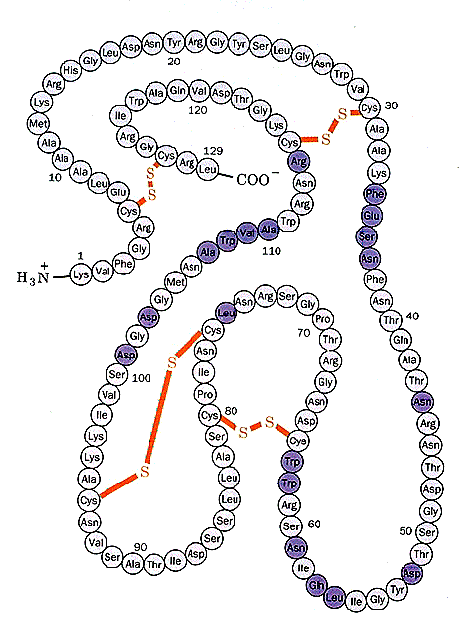 H₃N⁺
1
Lys Val Phe Gly Arg Cys Glu Leu Ala Ala Ala Met Lys Arg His Gly Leu Asp Asn Tyr Arg Gly Tyr Ser Leu Gly Asn Trp Val Cys
10
20
30
Ala Ala Lys Phe Glu Ser Asn Phe Asn Thr Gln Ala Thr Asn Arg Asn Thr Asp Gly Ser Thr Asp Tyr Gly Ile Leu Gln Ile Asn Ser
40
50
60
Arg Trp Trp Cys Asp Asn Gly Arg Thr Pro Gly Ser Arg Asn Leu Cys Asn Ile Pro Cys
70
80
Ser Ala Leu Leu Ser Ser Asp Ile Thr Ala Ser Val Asn Cys Ala Lys Lys Ile Val Ser
90
100
Asp Gly Asp Gly Met Asn Ala Trp Val Ala Trp Arg Asn Arg Cys Lys Gly Thr Asp Val Gln Ala Trp Ile Arg Gly Cys Arg Leu
110
120
129
COO⁻
S S
S S
S S
S
S